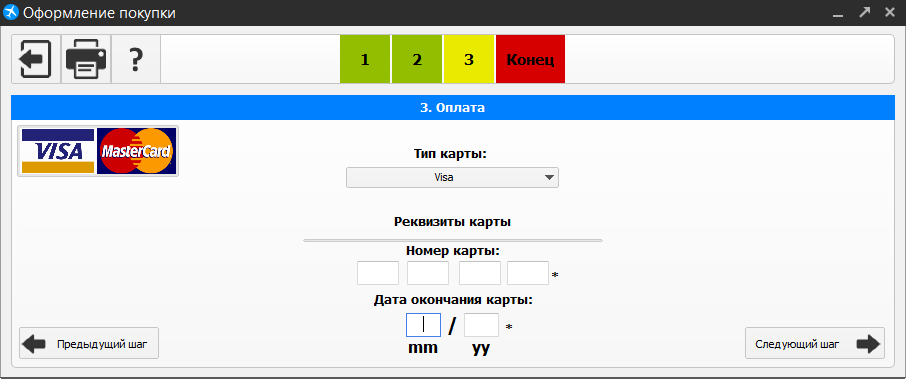 Оформление покупки
?
1 2 3 Конец
3. Оплата
VISA MasterCard
Тип карты:
Visa
Реквизиты карты
Номер карты:
*
Дата окончания карты:
/ *
mm yy
Предыдущий шаг
Следующий шаг